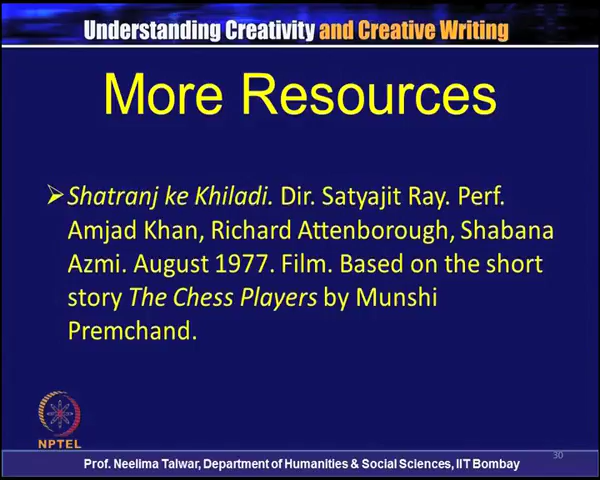 Understanding Creativity and Creative Writing
More Resources
➢Shatranj ke Khiladi. Dir. Satyajit Ray. Perf.
Amjad Khan, Richard Attenborough, Shabana
Azmi. August 1977. Film. Based on the short
story The Chess Players by Munshi
Premchand.
NPTEL
30
Prof. Neelima Talwar, Department of Humanities & Social Sciences, IIT Bombay